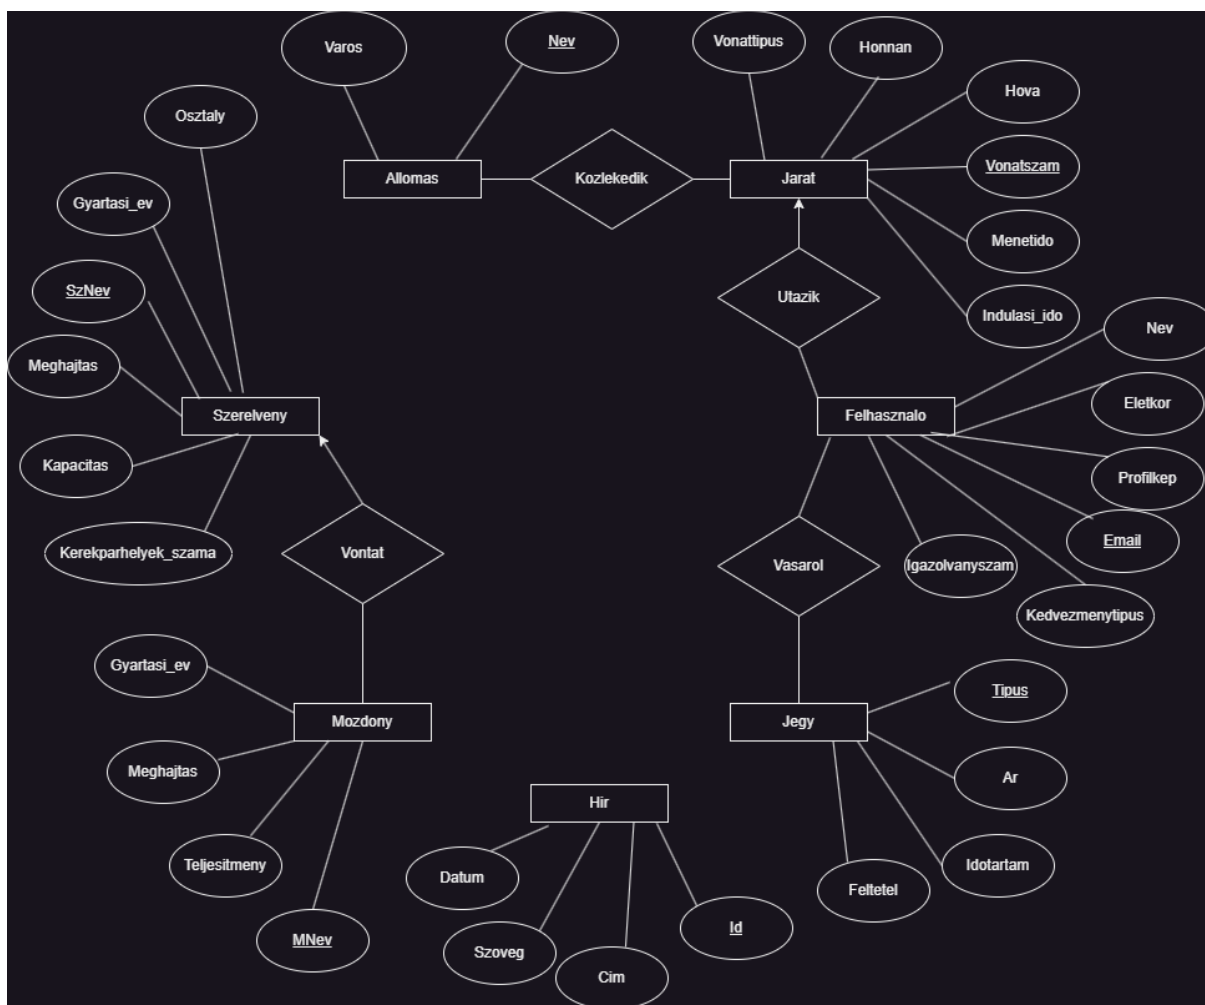 Varos
Nev
Vonattipus
Honnan
Hova
Osztaly
Vonatszam
Allomas
Kozlekedik
Jarat
Gyartasi_ev
Menetido
SzNev
Utazik
Indulasi_ido
Nev
Meghajtas
Eletkor
Szerelveny
Felhasznalo
Kapacitas
Profilkep
Email
Kerekparhelyek_szama
Vontat
Vasarol
Igazolvanyszam
Kedvezmenytipus
Gyartasi_ev
Tipus
Mozdony
Jegy
Meghajtas
Ar
Hir
Teljesitmeny
Datum
Idotartam
Feltetel
MNev
Szoveg
Cim
Id